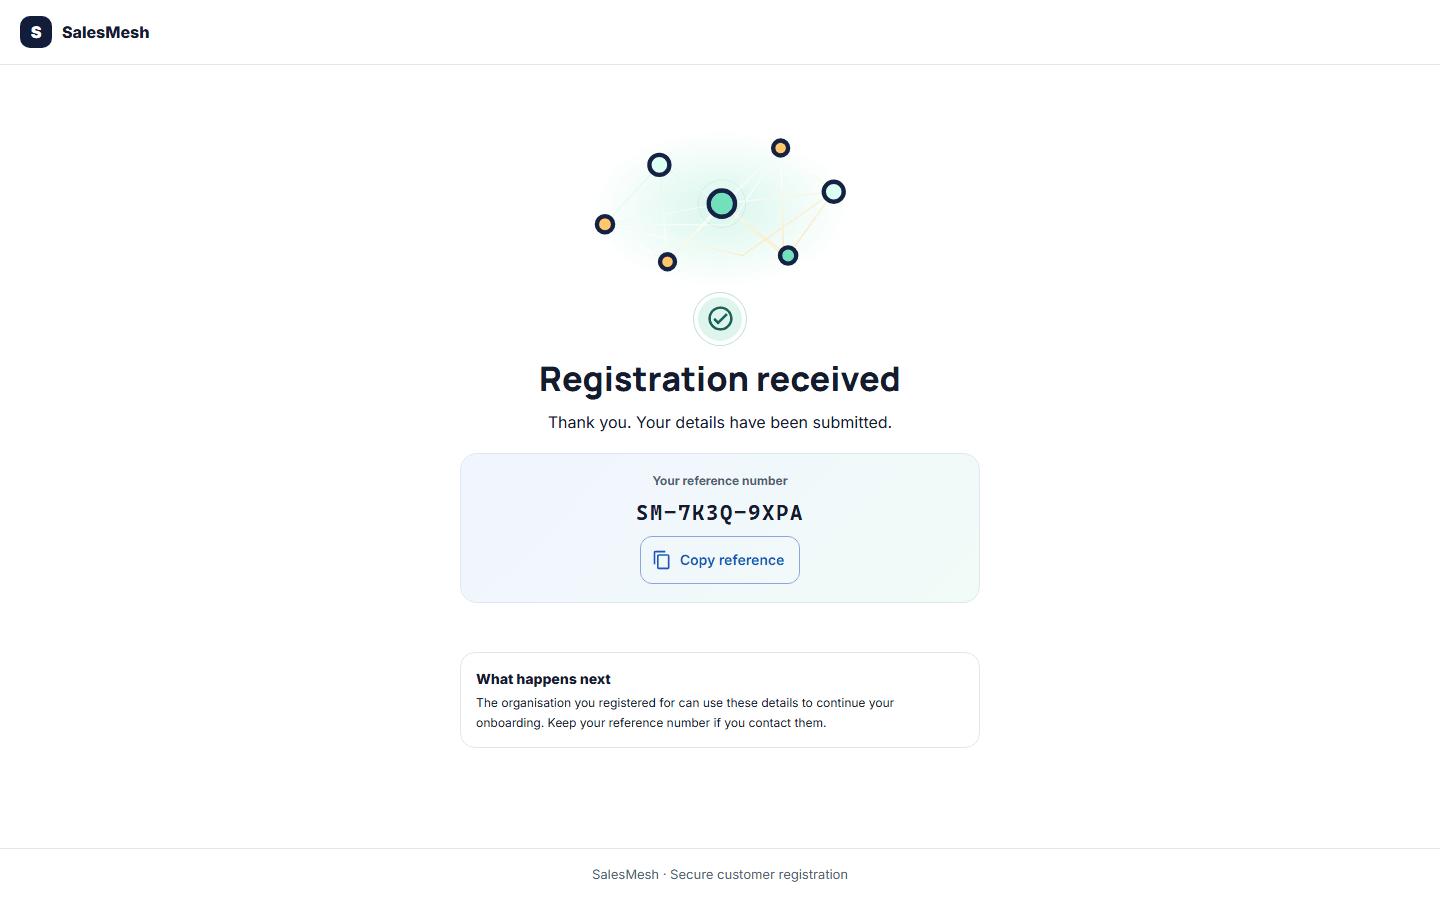 S SalesMesh
Registration received
Thank you. Your details have been submitted.
Your reference number
SM-7K3Q-9XPA
Copy reference
What happens next
The organisation you registered for can use these details to continue your
onboarding. Keep your reference number if you contact them.
SalesMesh · Secure customer registration